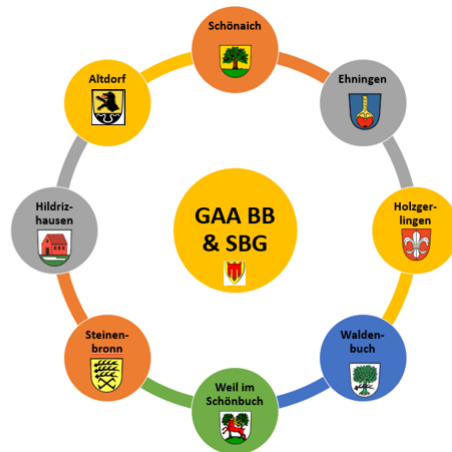 Schönaich
Altdorf
Ehningen
Hildriz-
hausen
GAA BB
& SBG
Holzger-
lingen
Steinen-
bronn
Walden-
buch
Weil im
Schönbuch